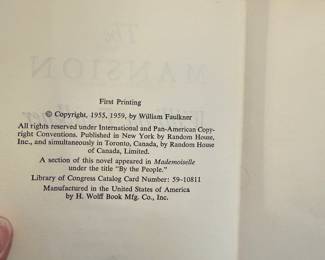 The
MANSION
First Printing
© Copyright, 1955, 1959, by William Faulkner
All rights reserved under International and Pan-American Copy-
right Conventions. Published in New York by Random House,
Inc., and simultaneously in Toronto, Canada, by Random House
of Canada, Limited.
A section of this novel appeared in Mademoiselle
under the title "By the People."
Library of Congress Catalog Card Number: 59-10811
Manufactured in the United States of America
by H. Wolff Book Mfg. Co., Inc.